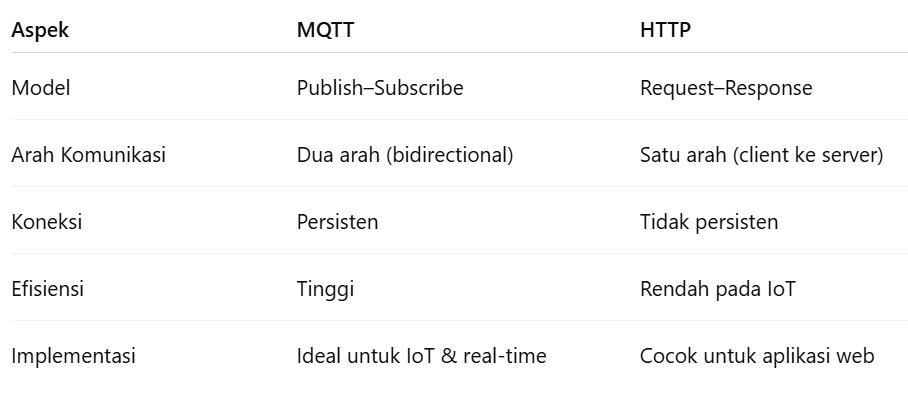 Aspek MQTT HTTP
Model Publish–Subscribe Request–Response
Arah Komunikasi Dua arah (bidirectional) Satu arah (client ke server)
Koneksi Persisten Tidak persisten
Efisiensi Tinggi Rendah pada IoT
Implementasi Ideal untuk IoT & real-time Cocok untuk aplikasi web